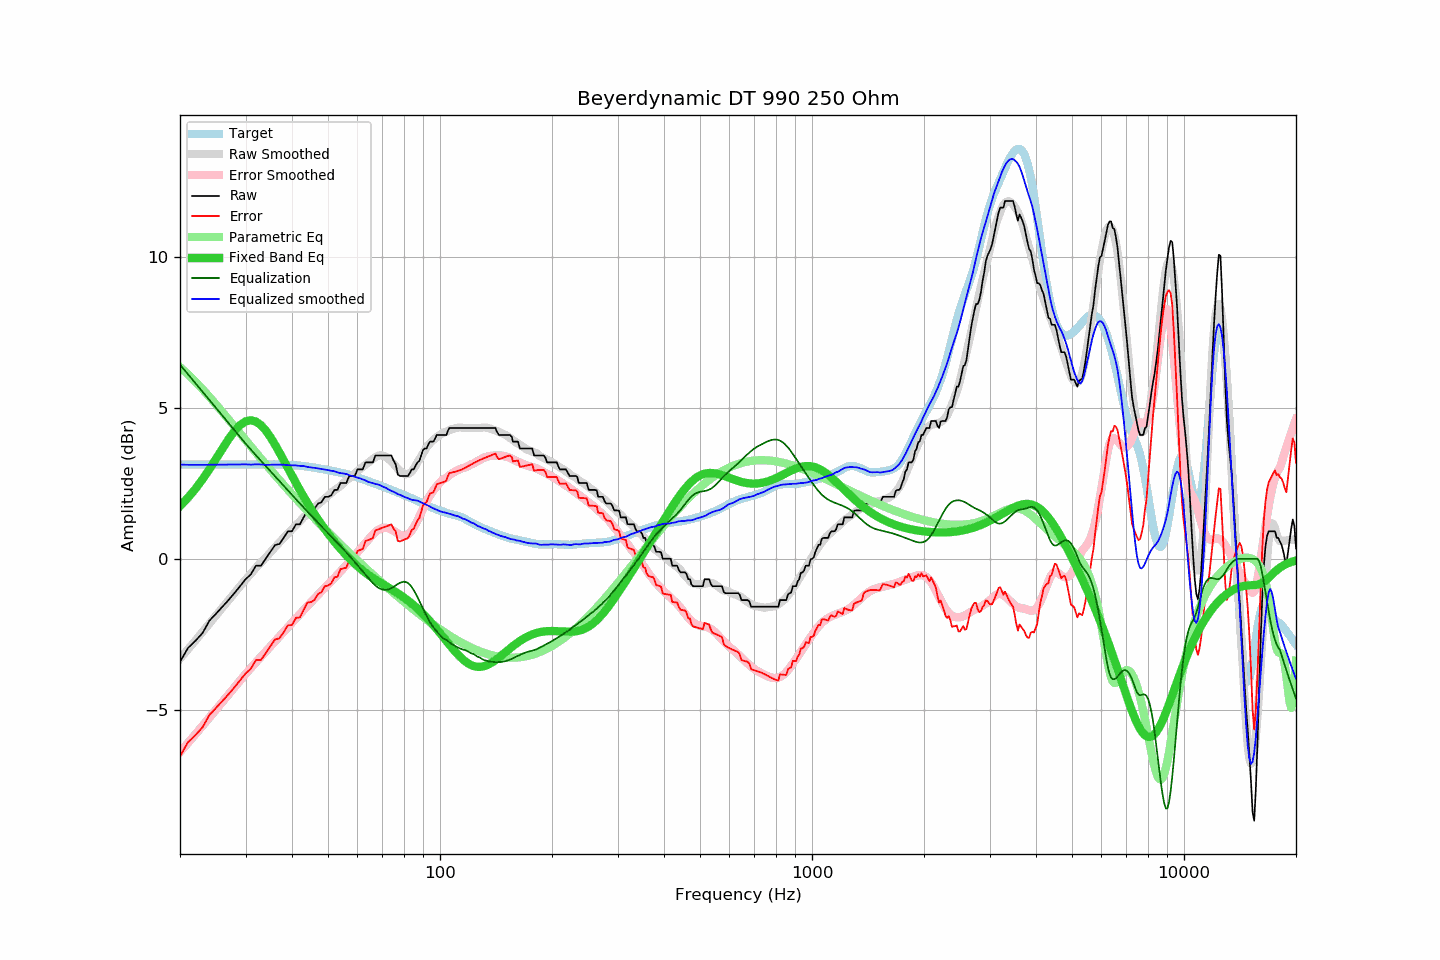 Beyerdynamic DT 990 250 Ohm
Target
Raw Smoothed
Error Smoothed
Raw
Error
Parametric Eq
Fixed Band Eq
Equalization
Equalized smoothed
10
5
0
−5
Amplitude (dBr)
100
1000
10000
Frequency (Hz)